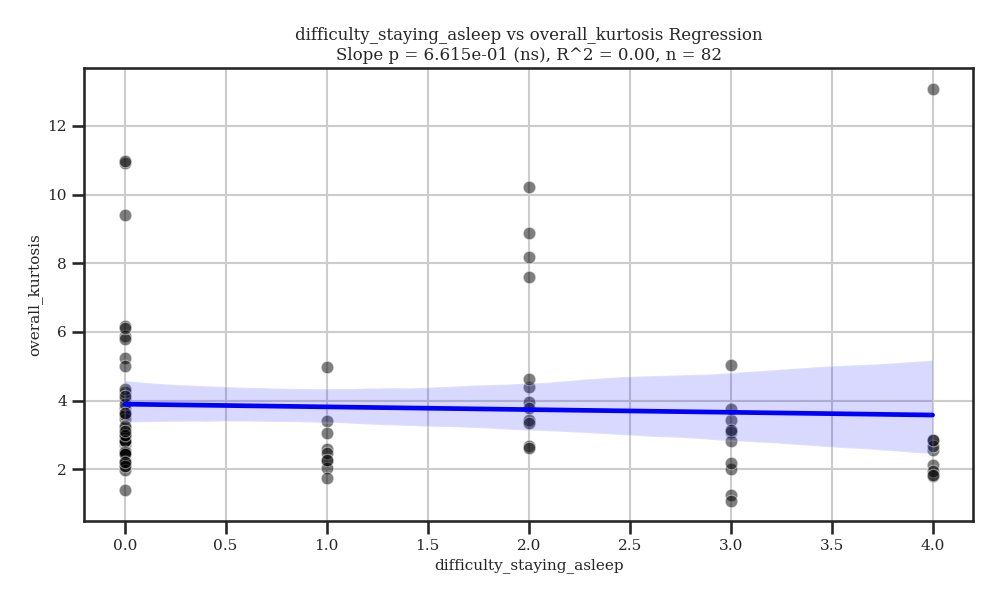 difficulty_staying_asleep vs overall_kurtosis Regression
Slope p = 6.615e-01 (ns), R^2 = 0.00, n = 82
overall_kurtosis
12
10
8
6
4
2
0.0 0.5 1.0 1.5 2.0 2.5 3.0 3.5 4.0
difficulty_staying_asleep